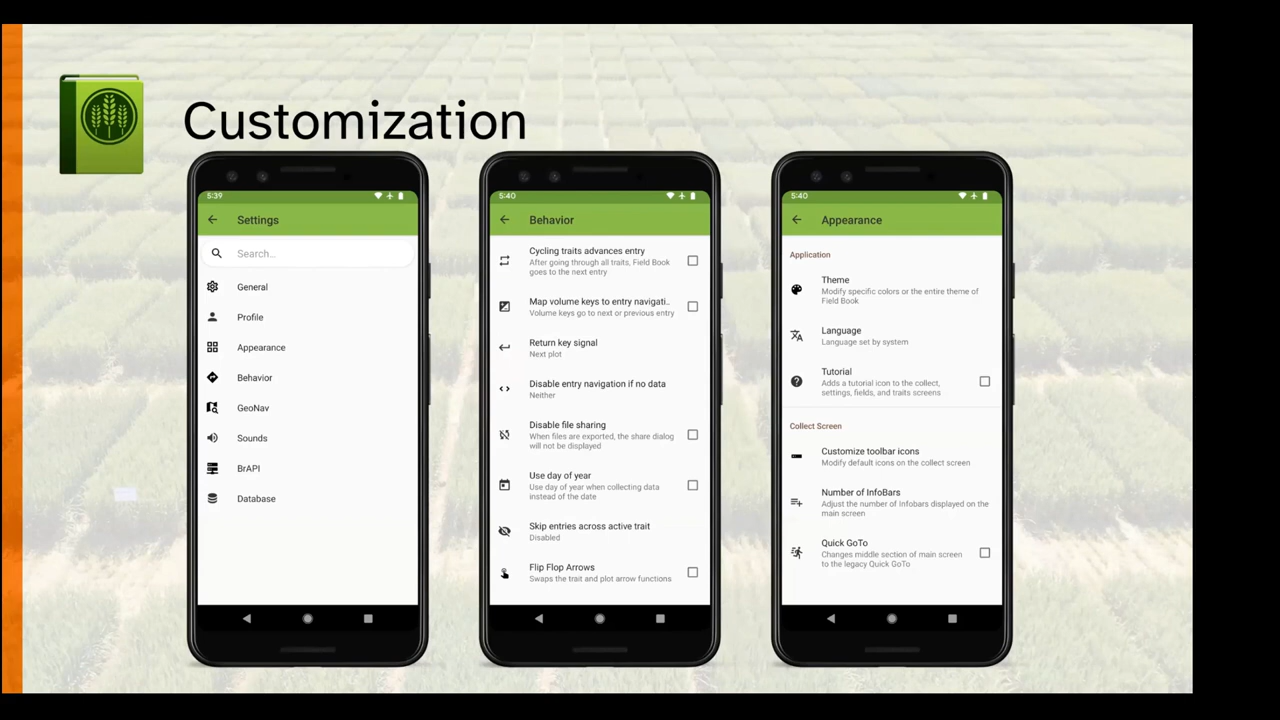 Customization
5:39
Settings
Search...
General
Profile
Appearance
Behavior
GeoNav
Sounds
BrAPI
Database
5:40
Behavior
Cycling traits advances entry
After going through all traits, Field Book
goes to the next entry
Map volume keys to entry navigati..
Volume keys go to next or previous entry
Return key signal
Next plot
Disable entry navigation if no data
Neither
Disable file sharing
When files are exported, the share dialog
will not be displayed
Use day of year
Use day of year when collecting data
instead of the date
Skip entries across active trait
Disabled
Flip Flop Arrows
Swaps the trait and plot arrow functions
5:40
Appearance
Application
Theme
Modify specific colors or the entire theme of
Field Book
Language
Language set by system
Tutorial
Adds a tutorial icon to the collect,
settings, fields, and traits screens
Collect Screen
Customize toolbar icons
Modify default icons on the collect screen
Number of InfoBars
Adjust the number of Infobars displayed on the
main screen
Quick GoTo
Changes middle section of main screen
to the legacy Quick GoTo